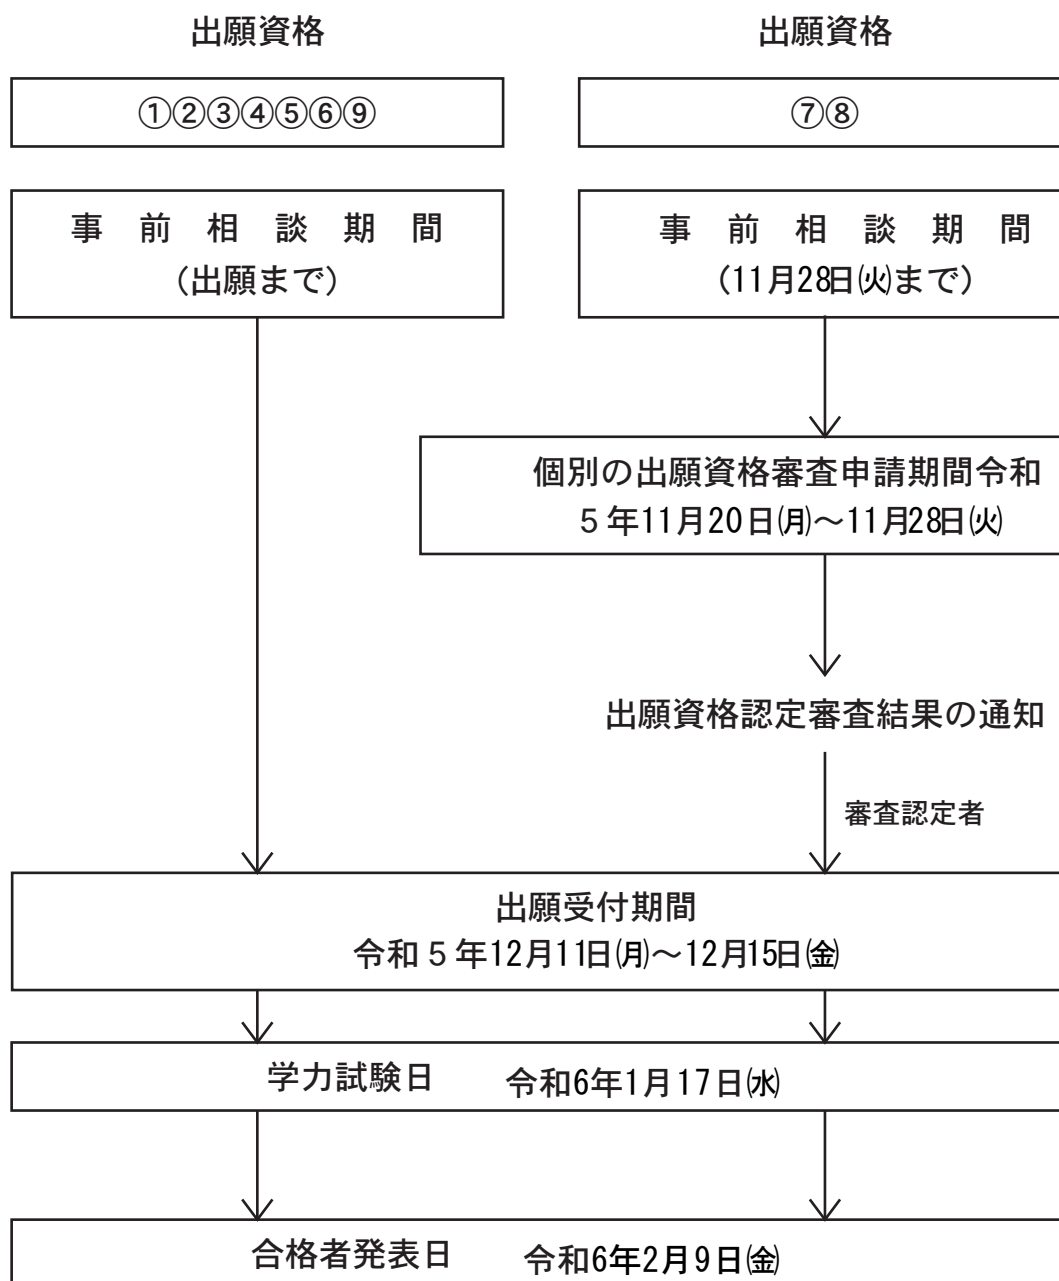 出願資格
出願資格
①②③④⑤⑥⑨
⑦⑧
事前相談期間
(出願まで)
事前相談期間
(11月28日㈫まで)
個別の出願資格審査申請期間令和
5年11月20日㈪～11月28日㈫
出願資格認定審査結果の通知
審査認定者
出願受付期間
令和5年12月11日㈪～12月15日㈮
学力試験日 令和6年1月17日㈬
合格者発表日 令和6年2月9日㈮